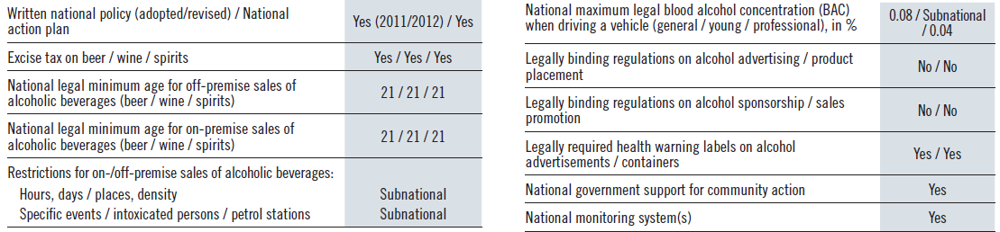 Written national policy (adopted/revised) / National
action plan
Yes (2011/2012) / Yes
Excise tax on beer / wine / spirits
Yes / Yes / Yes
National legal minimum age for off-premise sales of
alcoholic beverages (beer / wine / spirits)
21 / 21 / 21
National legal minimum age for on-premise sales of
alcoholic beverages (beer / wine / spirits)
21 / 21 / 21
Restrictions for on-/off-premise sales of alcoholic beverages:
Hours, days / places, density
Subnational
Specific events / intoxicated persons / petrol stations
Subnational
National maximum legal blood alcohol concentration (BAC)
when driving a vehicle (general / young / professional), in %
0.08 / Subnational
/ 0.04
Legally binding regulations on alcohol advertising / product
placement
No / No
Legally binding regulations on alcohol sponsorship / sales
promotion
No / No
Legally required health warning labels on alcohol
advertisements / containers
Yes / Yes
National government support for community action
Yes
National monitoring system(s)
Yes